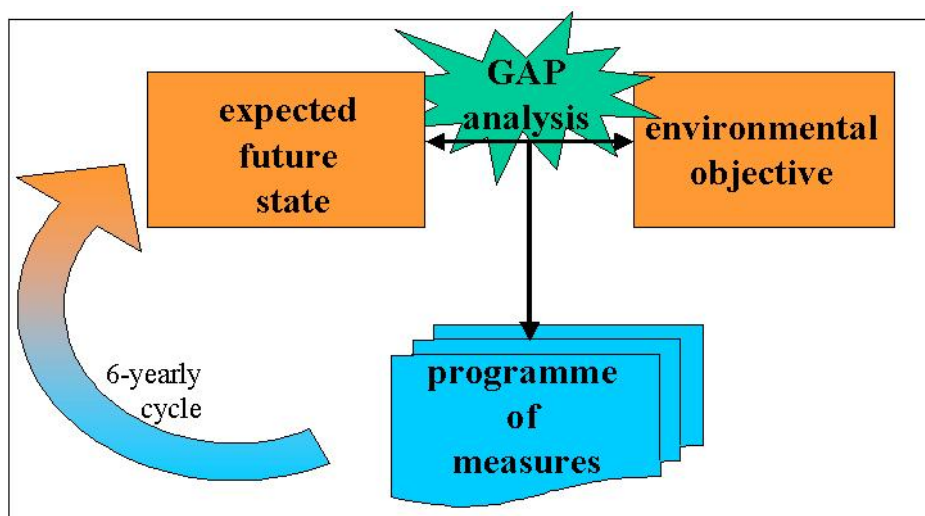 GAP
analysis
expected
future
state
environmental
objective
6-yearly
cycle
programme
of
measures